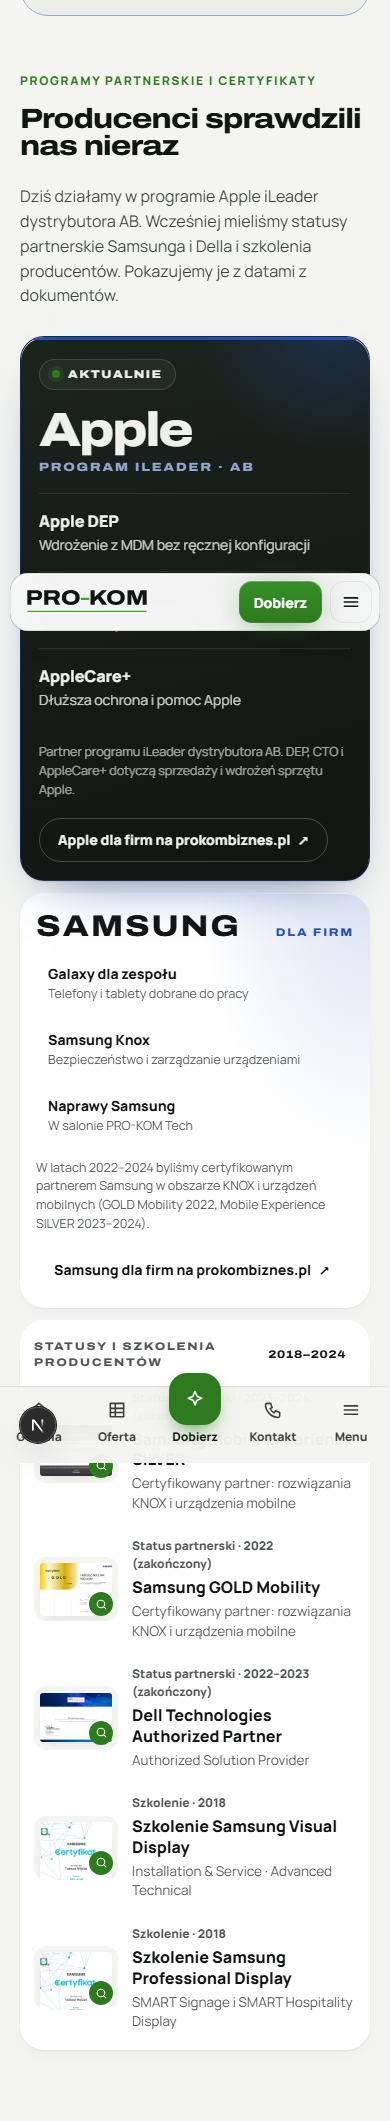 PROGRAMY PARTNERSKIE I CERTYFIKATY
Producenci sprawdzili
nas nieraz
Dziś działamy w programie Apple iLeader
dystrybutora AB. Wcześniej mieliśmy statusy
partnerskie Samsunga i Della i szkolenia
producentów. Pokazujemy je z datami z
dokumentów.
AKTUALNIE
Apple
PROGRAM ILEADER · AB
Apple DEP
Wdrożenie z MDM bez ręcznej konfiguracji
PRO-KOM
Dobierz
AppleCare+
Dłuższa ochrona i pomoc Apple
Partner programu iLeader dystrybutora AB. DEP, CTO i
AppleCare+ dotyczą sprzedaży i wdrożeń sprzętu
Apple.
Apple dla firm na prokombiznes.pl ↗
SAMSUNG
DLA FIRM
Galaxy dla zespołu
Telefony i tablety dobrane do pracy
Samsung Knox
Bezpieczeństwo i zarządzanie urządzeniami
Naprawy Samsung
W salonie PRO-KOM Tech
W latach 2022–2024 byliśmy certyfikowanym
partnerem Samsung w obszarze KNOX i urządzeń
mobilnych (GOLD Mobility 2022, Mobile Experience
SILVER 2023–2024).
Samsung dla firm na prokombiznes.pl ↗
STATUSY I SZKOLENIA
PRODUCENTÓW
2018–2024
N
Oferta
Dobierz
Kontakt
Menu
SILVER
Certyfikowany partner: rozwiązania
KNOX i urządzenia mobilne
Status partnerski · 2022
(zakończony)
Samsung GOLD Mobility
Certyfikowany partner: rozwiązania
KNOX i urządzenia mobilne
Status partnerski · 2022–2023
(zakończony)
Dell Technologies
Authorized Partner
Authorized Solution Provider
Szkolenie · 2018
Szkolenie Samsung Visual
Display
Installation & Service · Advanced
Technical
Certyfikat
Szkolenie · 2018
Szkolenie Samsung
Professional Display
SMART Signage i SMART Hospitality
Display
Certyfikat